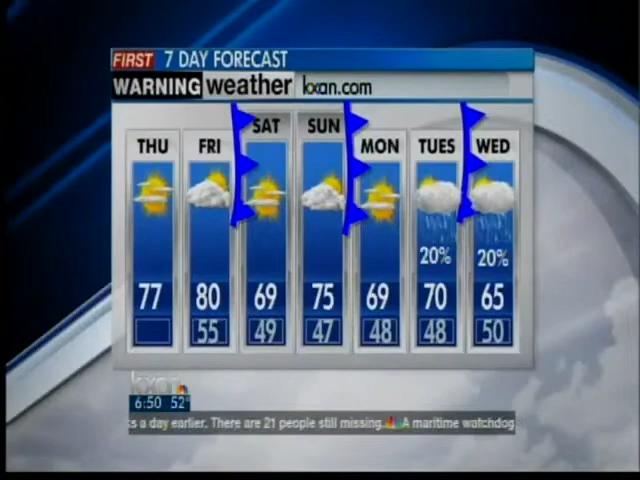 FIRST 7 DAY FORECAST
WARNING weather kxan.com
THU FRI SAT SUN MON TUES WED
20% 20%
77 80 69 75 69 70 65
55 49 47 48 48 50
kxan
6:50 52°
ks a day earlier. There are 21 people still missing. A maritime watchdog